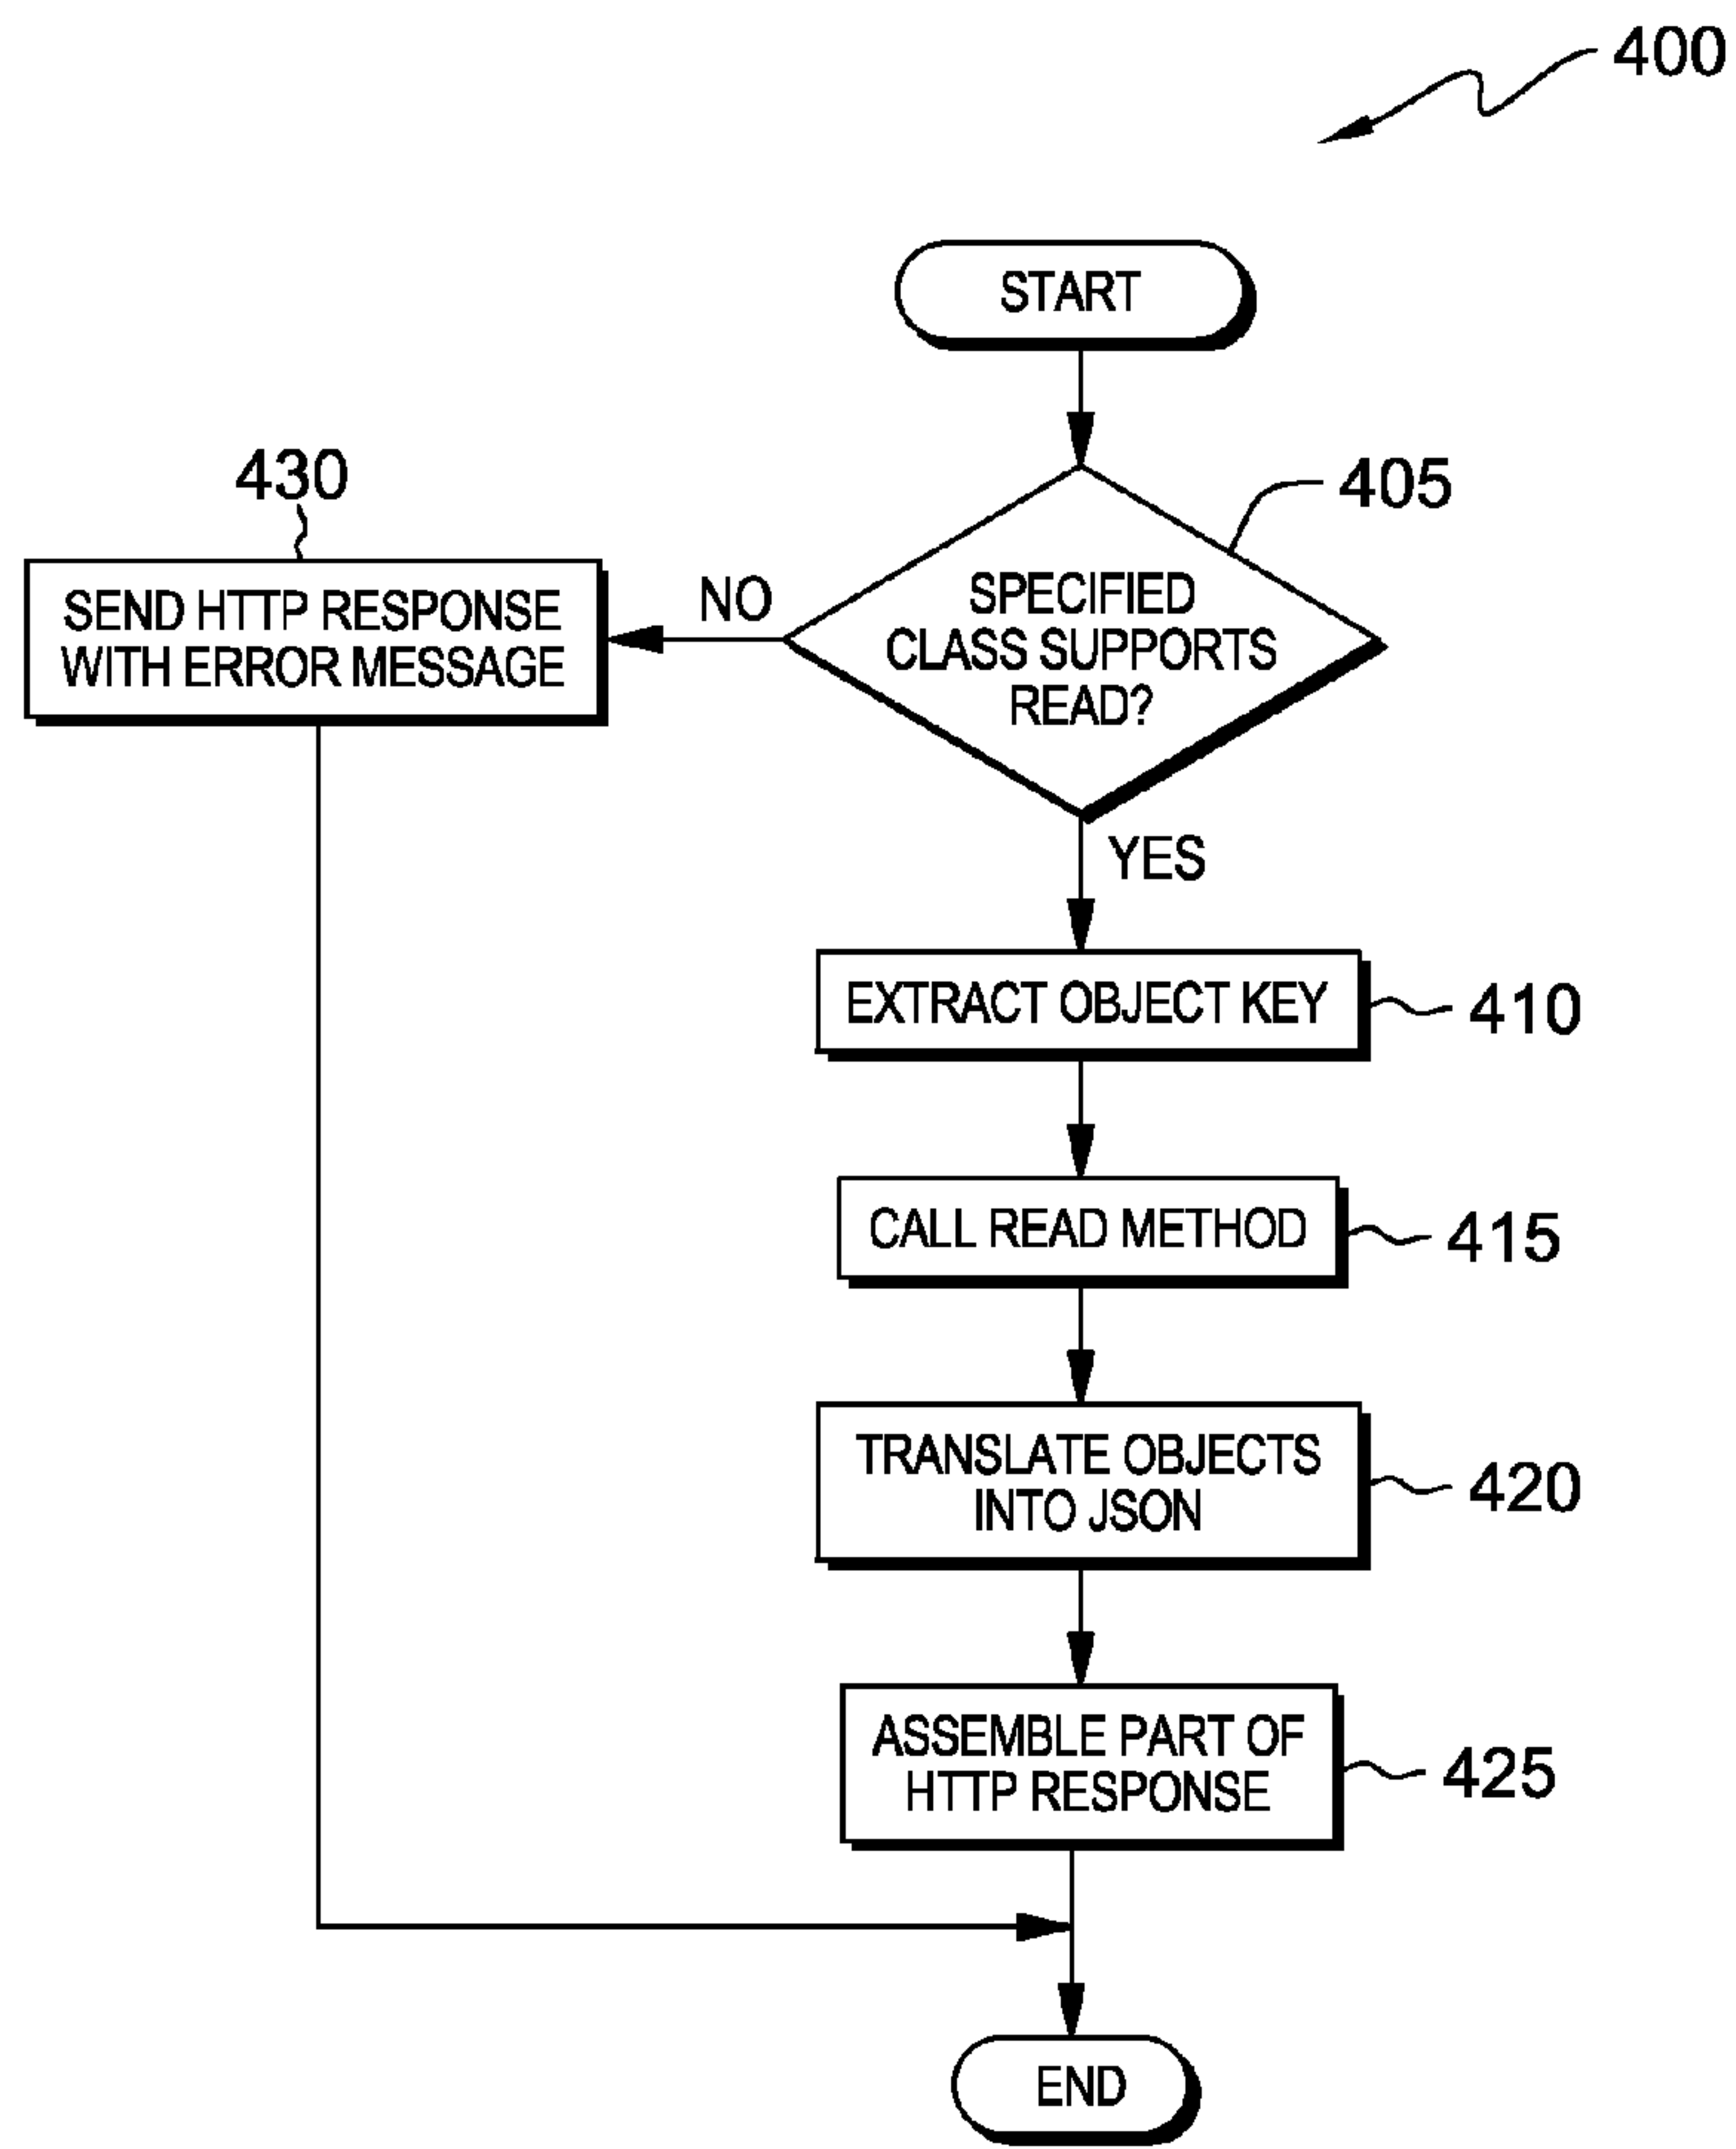 400
START
430
405
SPECIFIED
CLASS SUPPORTS
READ?
NO
SEND HTTP RESPONSE
WITH ERROR MESSAGE
YES
EXTRACT OBJECT KEY
410
CALL READ METHOD
415
TRANSLATE OBJECTS
INTO JSON
420
ASSEMBLE PART OF
HTTP RESPONSE
425
END